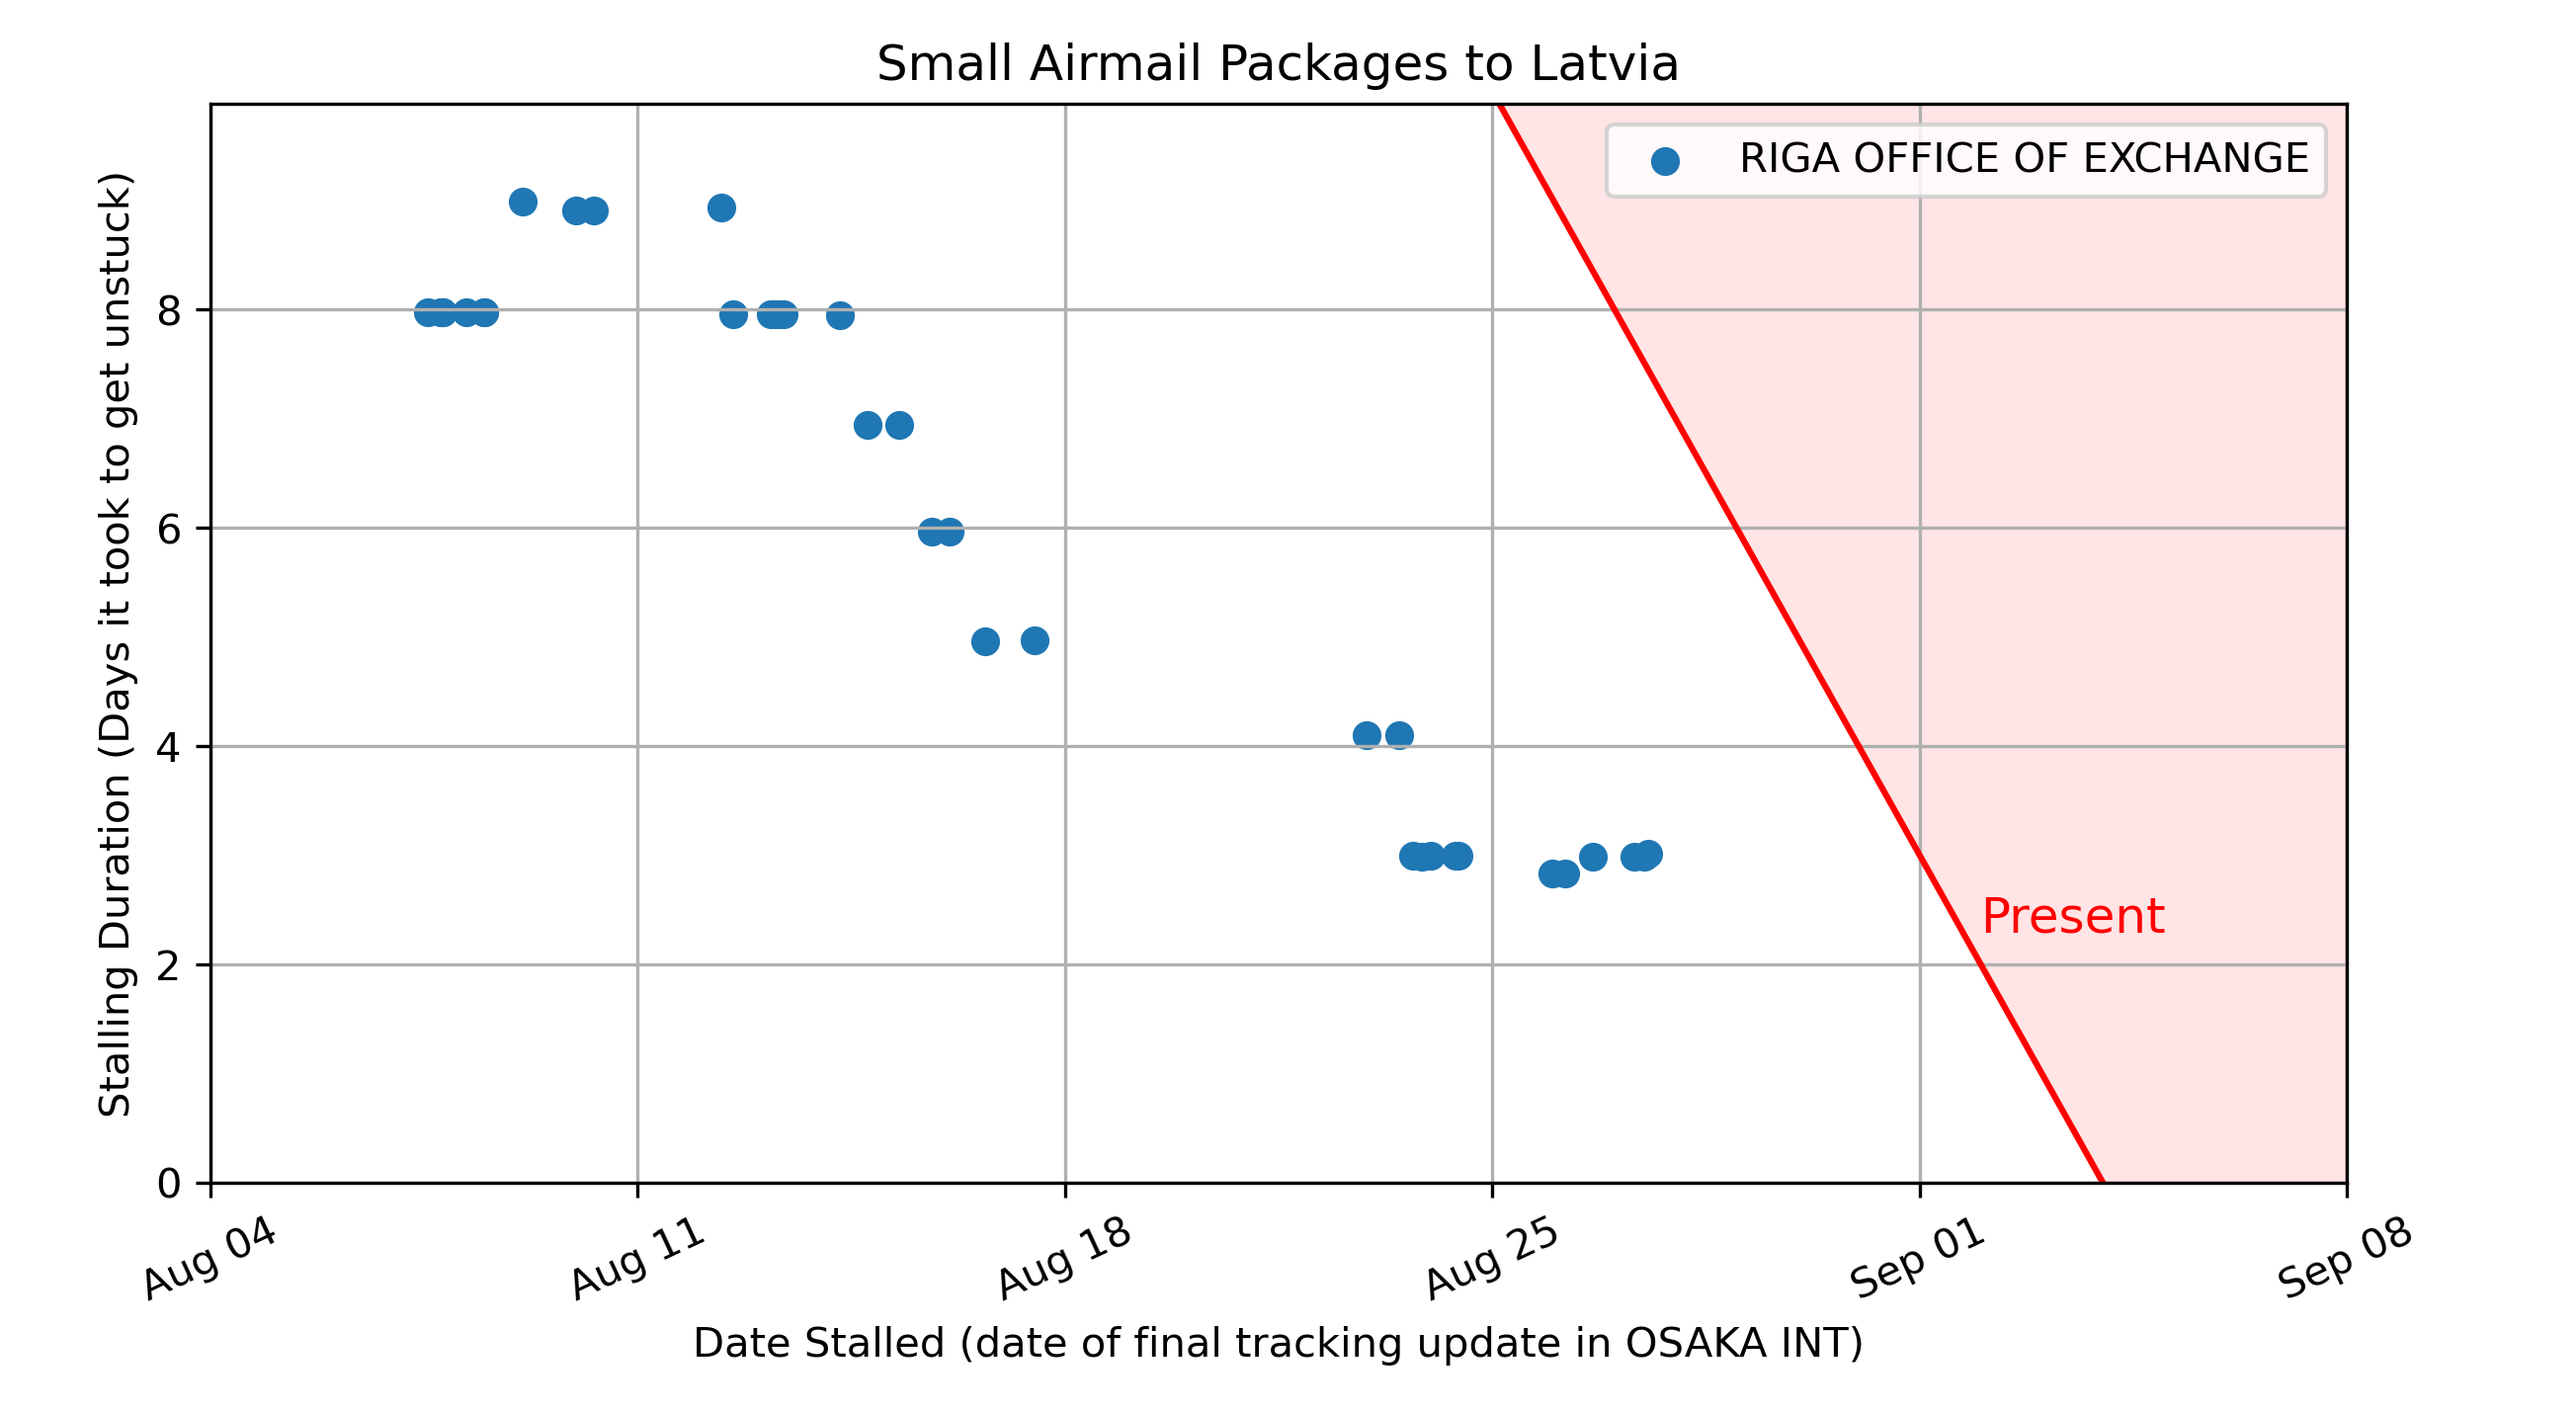 Small Airmail Packages to Latvia
RIGA OFFICE OF EXCHANGE
Stalling Duration (Days it took to get unstuck)
8
6
4
2
0
Present
Aug 04
Aug 11
Aug 18
Aug 25
Sep 01
Sep 08
Date Stalled (date of final tracking update in OSAKA INT)